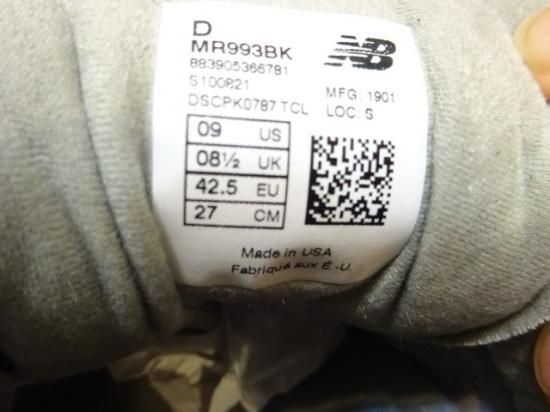 D
MR993BK
883905366781
S100821
DSCPK0787 TCL
NB
MFG: 1901
LOC: S
09 US
08½ UK
42.5 EU
27 CM
Made in USA
Fabriqué aux É.-U.